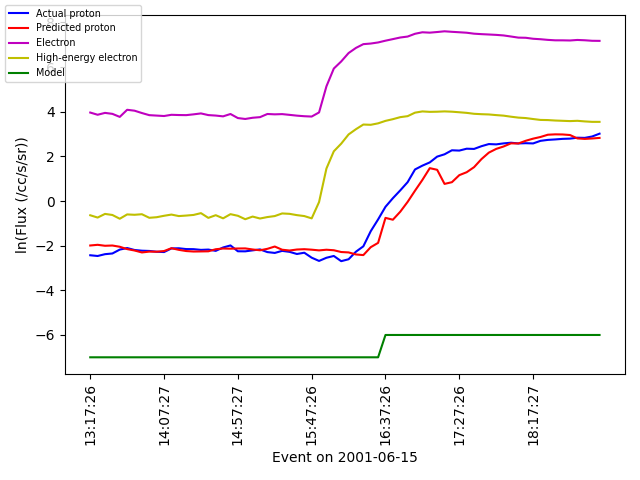 Actual proton
Predicted proton
Electron
High-energy electron
Model
4
2
0
−2
−4
−6
ln(Flux (/cc/s/sr))
13:17:26
14:07:27
14:57:27
15:47:26
16:37:26
17:27:26
18:17:27
Event on 2001-06-15